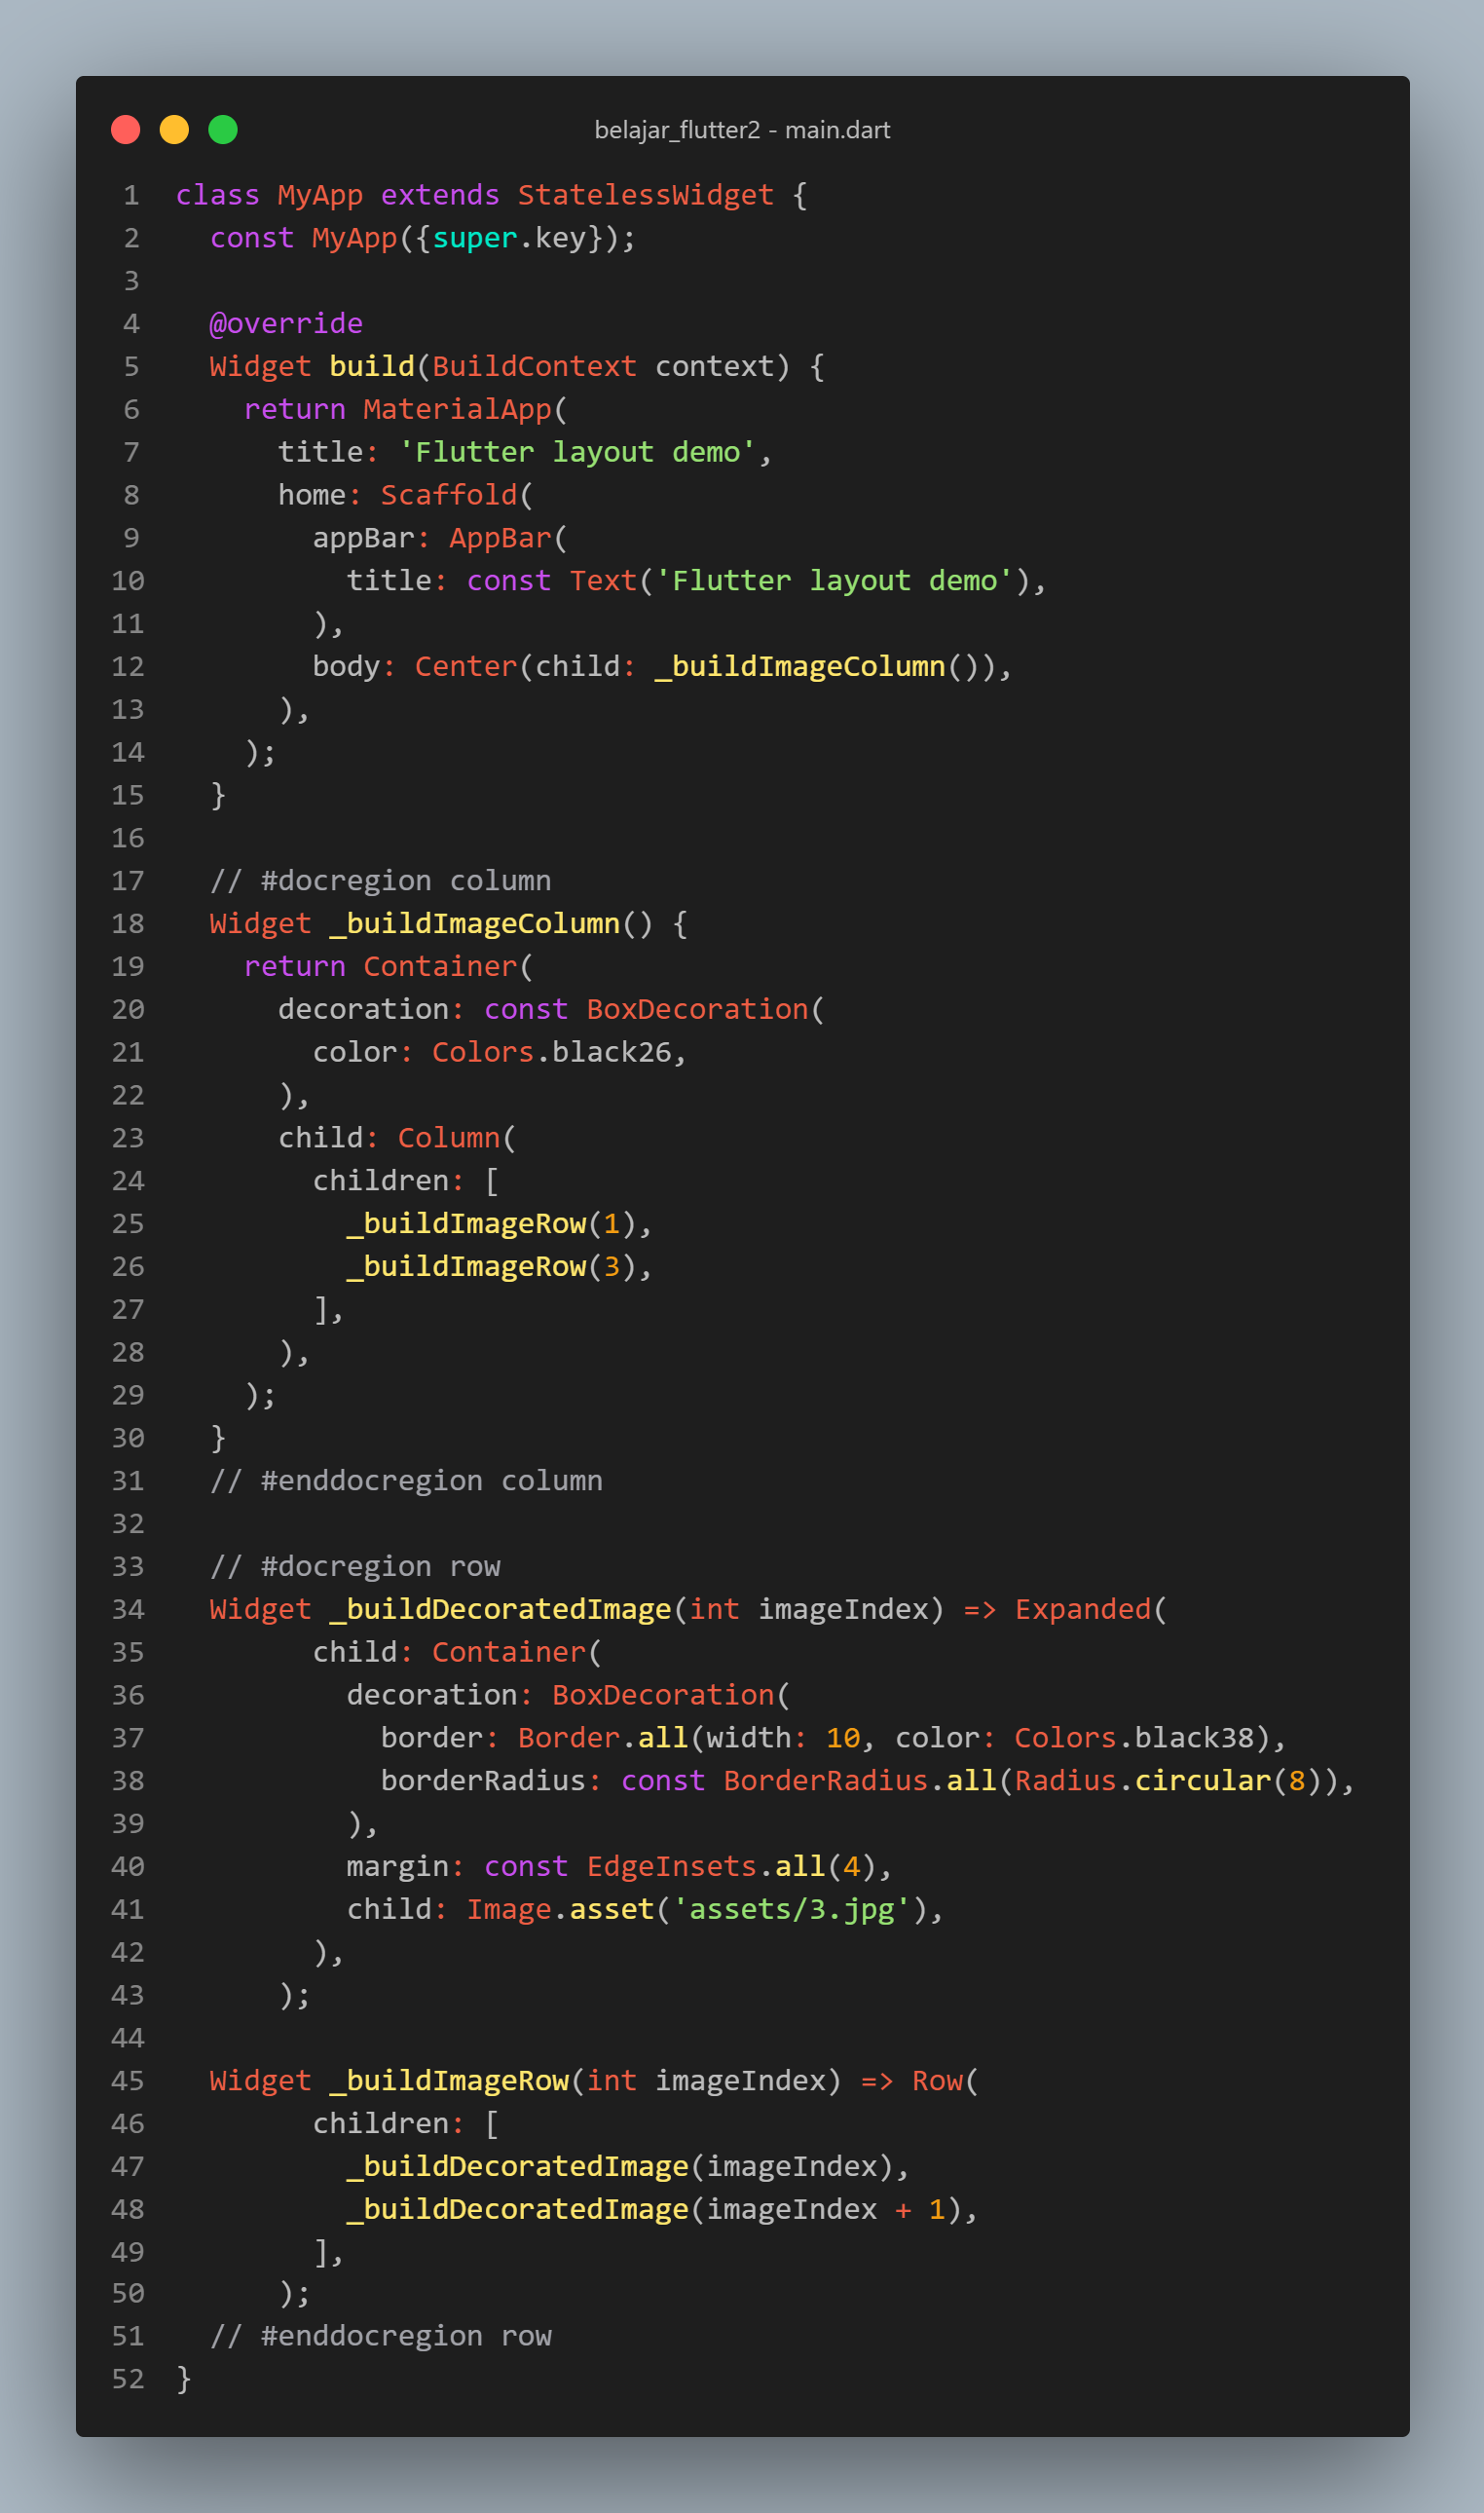 belajar_flutter2 - main.dart
1 class MyApp extends StatelessWidget {
2   const MyApp({super.key});
3
4   @override
5   Widget build(BuildContext context) {
6     return MaterialApp(
7       title: 'Flutter layout demo',
8       home: Scaffold(
9         appBar: AppBar(
10           title: const Text('Flutter layout demo'),
11         ),
12         body: Center(child: _buildImageColumn()),
13       ),
14     );
15   }
16
17   // #docregion column
18   Widget _buildImageColumn() {
19     return Container(
20       decoration: const BoxDecoration(
21         color: Colors.black26,
22       ),
23       child: Column(
24         children: [
25           _buildImageRow(1),
26           _buildImageRow(3),
27         ],
28       ),
29     );
30   }
31   // #enddocregion column
32
33   // #docregion row
34   Widget _buildDecoratedImage(int imageIndex) => Expanded(
35         child: Container(
36           decoration: BoxDecoration(
37             border: Border.all(width: 10, color: Colors.black38),
38             borderRadius: const BorderRadius.all(Radius.circular(8)),
39           ),
40           margin: const EdgeInsets.all(4),
41           child: Image.asset('assets/3.jpg'),
42         ),
43       );
44
45   Widget _buildImageRow(int imageIndex) => Row(
46         children: [
47           _buildDecoratedImage(imageIndex),
48           _buildDecoratedImage(imageIndex + 1),
49         ],
50       );
51   // #enddocregion row
52 }